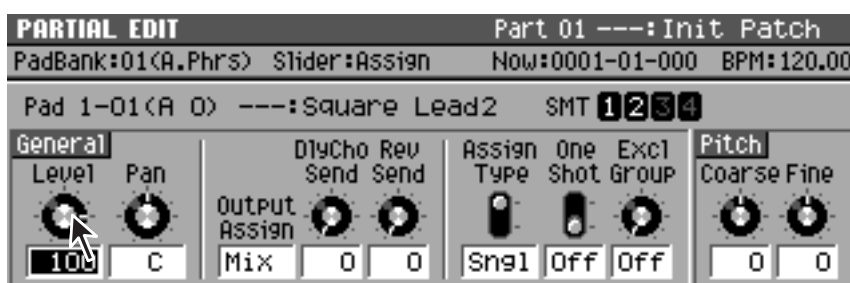 PARTIAL EDIT Part 01 ---:Init Patch
PadBank:01(A.Phrs) Slider:Assign Now:0001-01-000 BPM:120.00
Pad 1-01(A 0) ---:Square Lead2 SMT 1 2 3 4
General DlyCho Rev Assign One Excl Pitch
Level Pan Send Send Type Shot Group Coarse Fine
Output
Assign
100 C Mix 0 0 Sngl Off Off 0 0